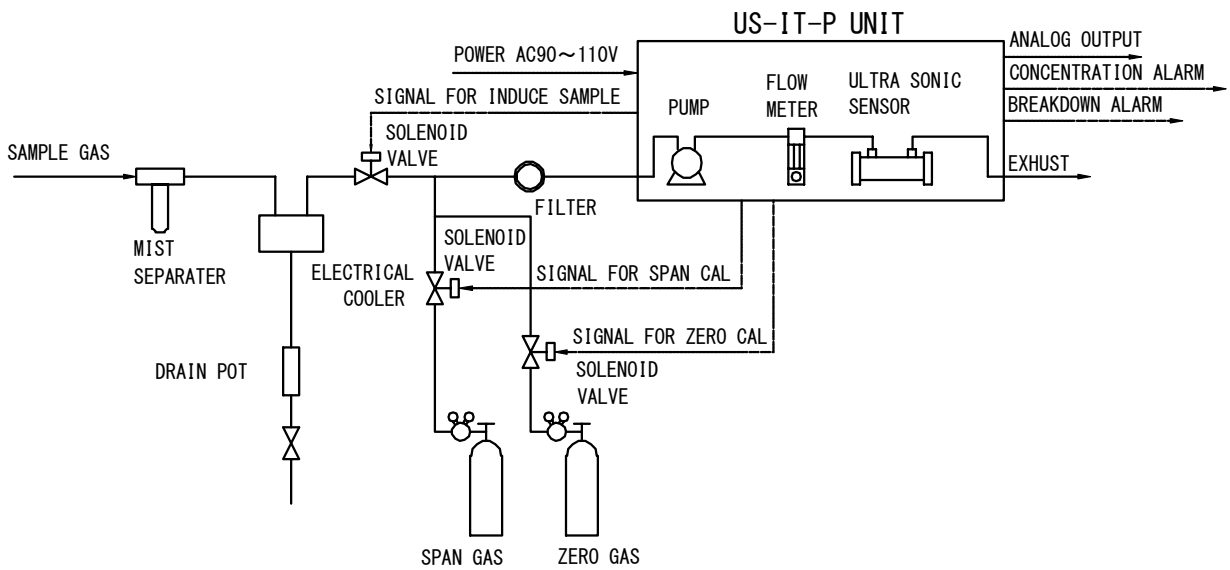 US-IT-P UNIT
POWER AC90～110V
ANALOG OUTPUT
CONCENTRATION ALARM
BREAKDOWN ALARM
SIGNAL FOR INDUCE SAMPLE
PUMP
FLOW
METER
ULTRA SONIC
SENSOR
SOLENOID
VALVE
SAMPLE GAS
EXHUST
FILTER
MIST
SEPARATER
SOLENOID
VALVE
ELECTRICAL
COOLER
SIGNAL FOR SPAN CAL
SIGNAL FOR ZERO CAL
DRAIN POT
SOLENOID
VALVE
SPAN GAS
ZERO GAS